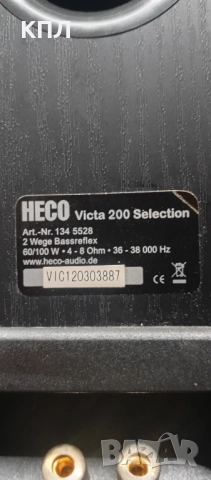 КПЛ
HECO Victa 200 Selection
Art.-Nr. 134 5528
2 Wege Bassreflex
60/100 W • 4 - 8 Ohm • 36 - 38 000 Hz
www.heco-audio.de
VIC120303887
CE
BAZAR